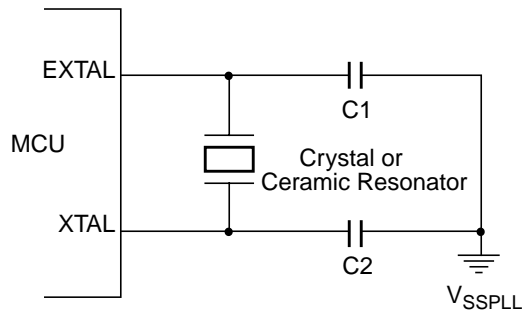 EXTAL
C1
MCU
Crystal or
Ceramic Resonator
XTAL
C2
VSSPLL